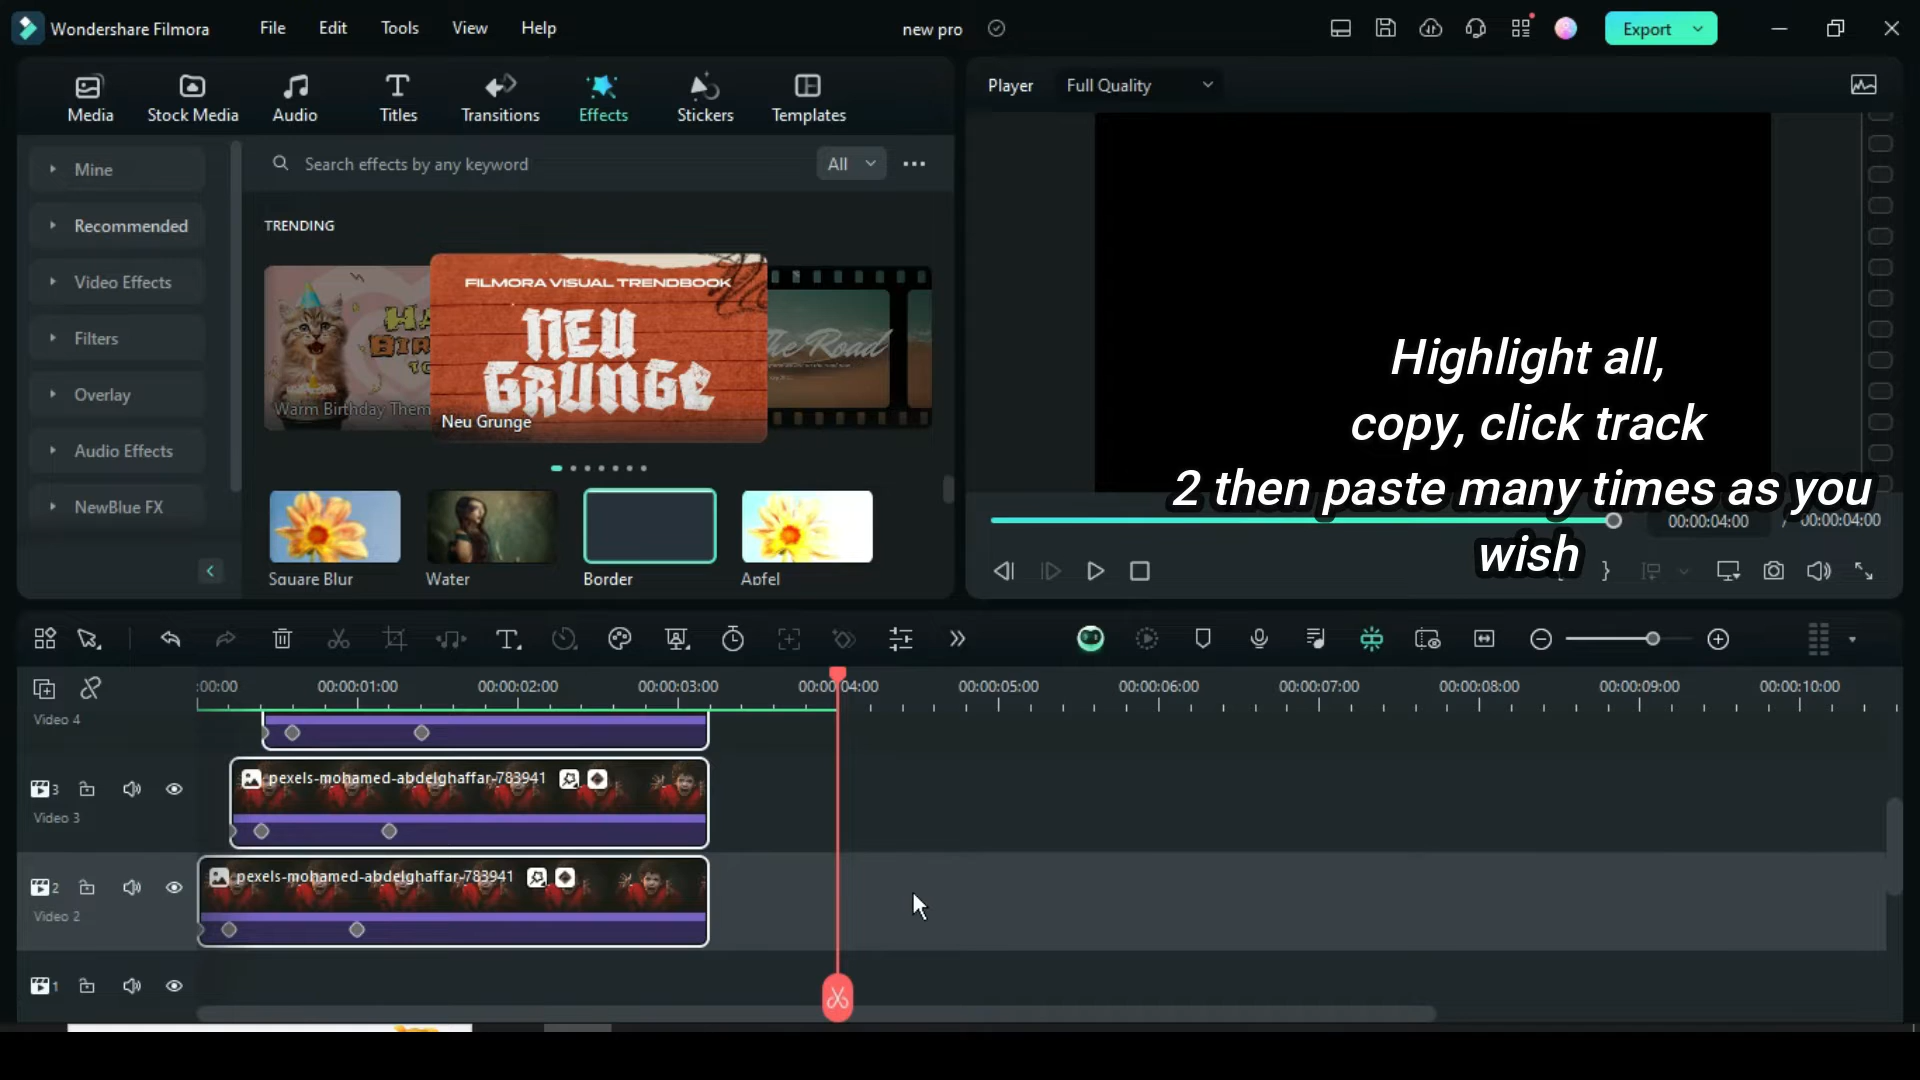 Wondershare Filmora
File
Edit
Tools
View
Help
new pro
Export
Media
Stock Media
Audio
Titles
Transitions
Effects
Stickers
Templates
Player
Full Quality
Mine
Recommended
Video Effects
Filters
Overlay
Audio Effects
NewBlue FX
Search effects by any keyword
All
TRENDING
Warm Birthday Them
FILMORA VISUAL TRENDBOOK
NEU
GRUNGE
Neu Grunge
The Road
Square Blur
Water
Border
Apfel
Highlight all,
copy, click track
2 then paste many times as you
wish
00:00:04:00 / 00:00:04:00
:00:00
00:00:01:00
00:00:02:00
00:00:03:00
00:00:04:00
00:00:05:00
00:00:06:00
00:00:07:00
00:00:08:00
00:00:09:00
00:00:10:00
Video 4
3
Video 3
pexels-mohamed-abdelghaffar-783941
2
Video 2
pexels-mohamed-abdelghaffar-783941
1